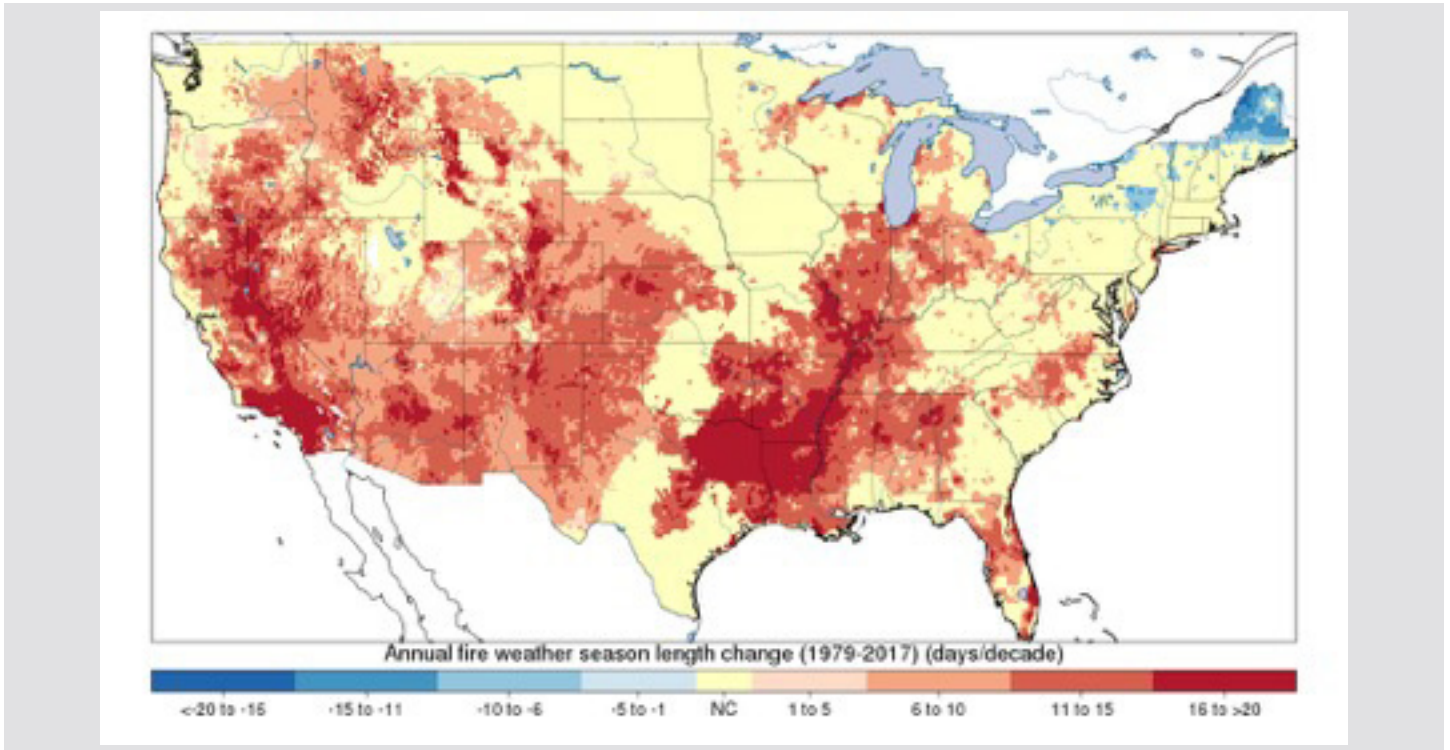 Annual fire weather season length change (1979-2017) (days/decade)
<-20 to -15 -15 to -11 -10 to -6 -5 to -1 NC 1 to 5 6 to 10 11 to 15 16 to >20